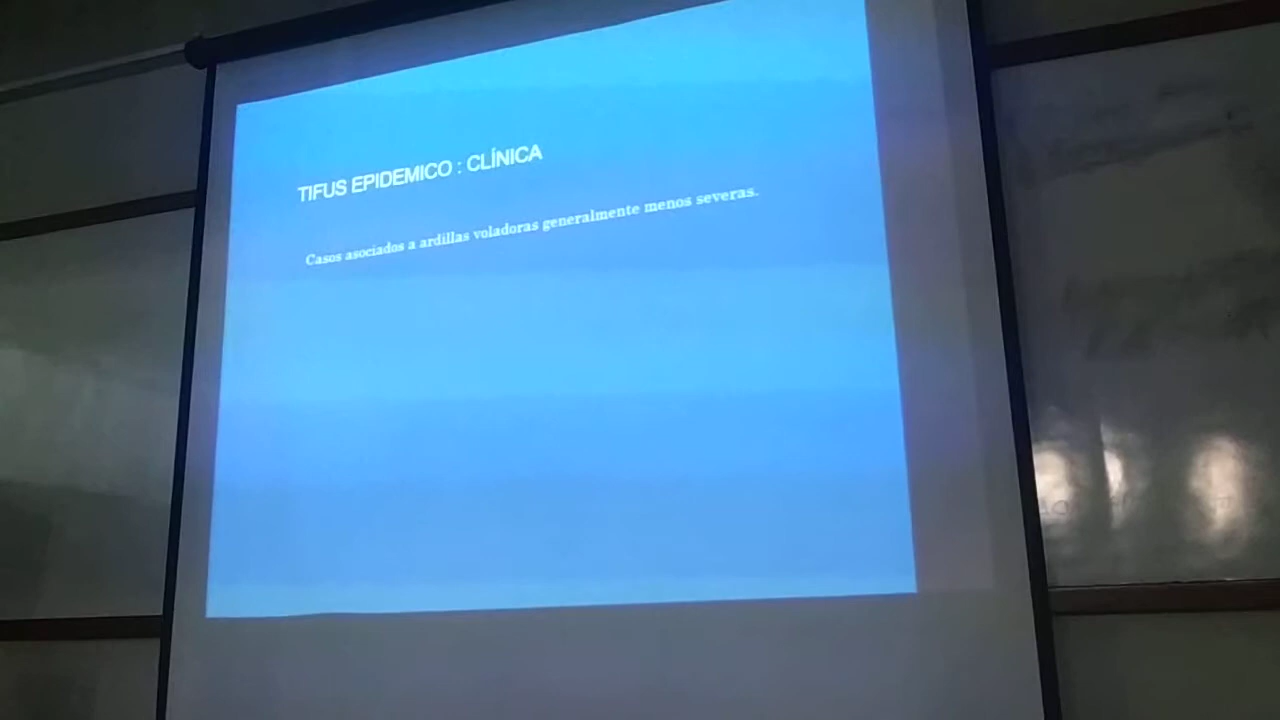 TIFUS EPIDEMICO : CLÍNICA
Casos asociados a ardillas voladoras generalmente menos severas.